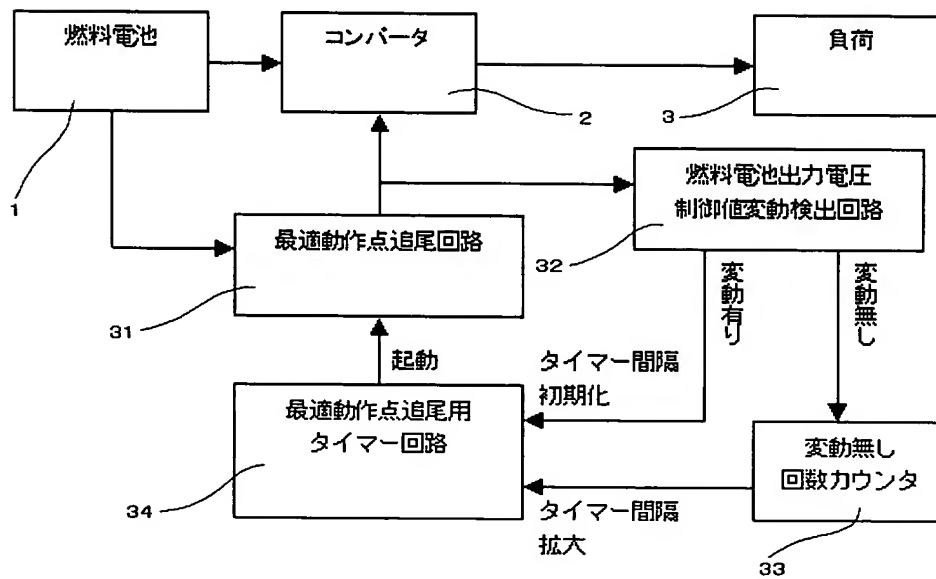 燃料電池
コンバータ
負荷
1
2
3
燃料電池出力電圧
制御値変動検出回路
32
最適動作点追尾回路
31
変動有り
変動無し
起動
タイマー間隔
初期化
最適動作点追尾用
タイマー回路
34
変動無し
回数カウンタ
33
タイマー間隔
拡大